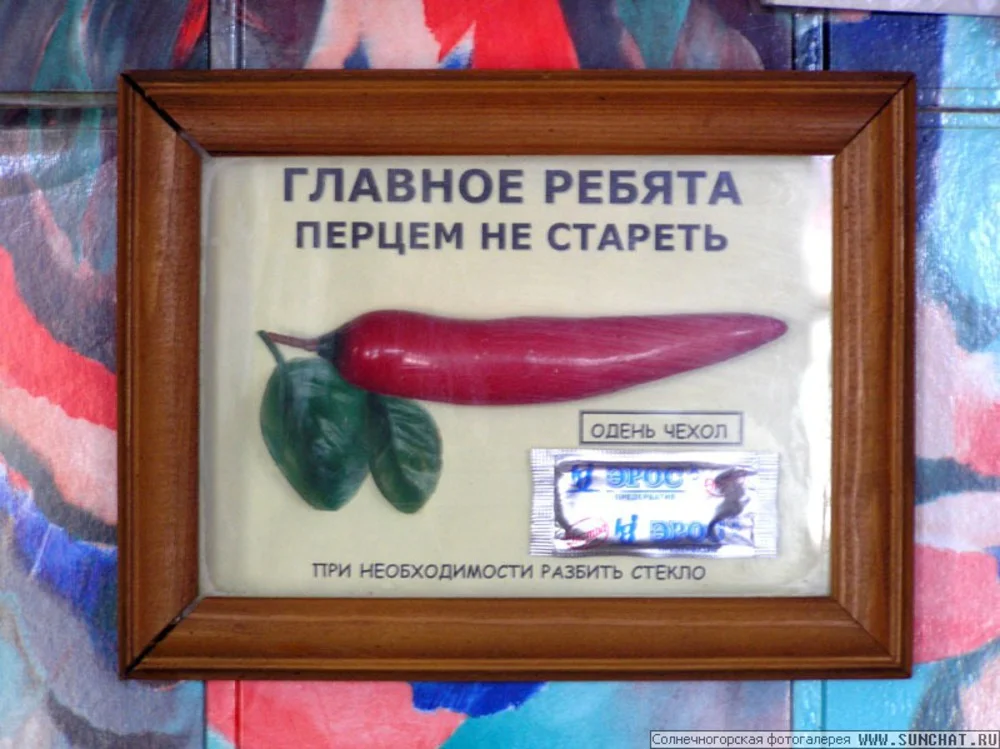 ГЛАВНОЕ РЕБЯТА
ПЕРЦЕМ НЕ СТАРЕТЬ
ОДЕНЬ ЧЕХОЛ
ЭРОС
ЭРОС
ПРИ НЕОБХОДИМОСТИ РАЗБИТЬ СТЕКЛО
Солнечногорская фотогалерея WWW.SUNCHAT.RU